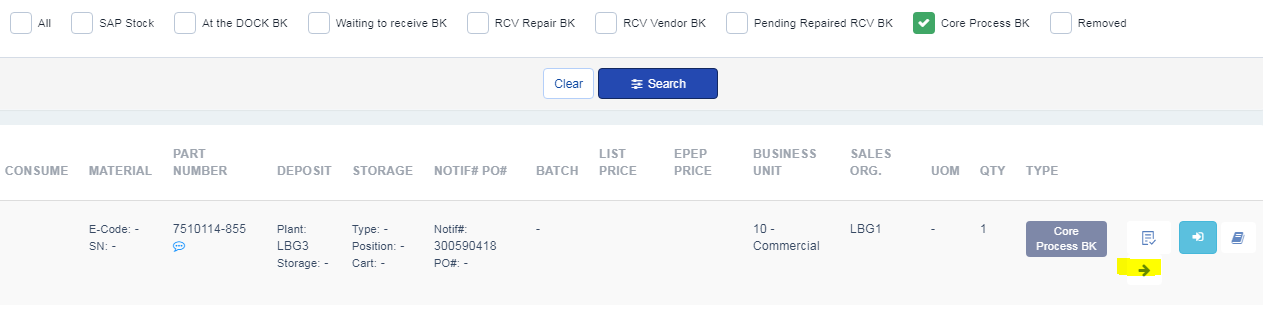 All SAP Stock At the DOCK BK Waiting to receive BK RCV Repair BK RCV Vendor BK Pending Repaired RCV BK Core Process BK Removed
Clear Search
CONSUME MATERIAL PART NUMBER DEPOSIT STORAGE NOTIF# PO# BATCH LIST PRICE EPEP PRICE BUSINESS UNIT SALES ORG. UOM QTY TYPE
E-Code: -
SN: -
7510114-855
Plant:
LBG3
Storage: -
Type: -
Position: -
Cart: -
Notif#:
300590418
PO#: -
-
10 -
Commercial
LBG1
-
1
Core
Process BK